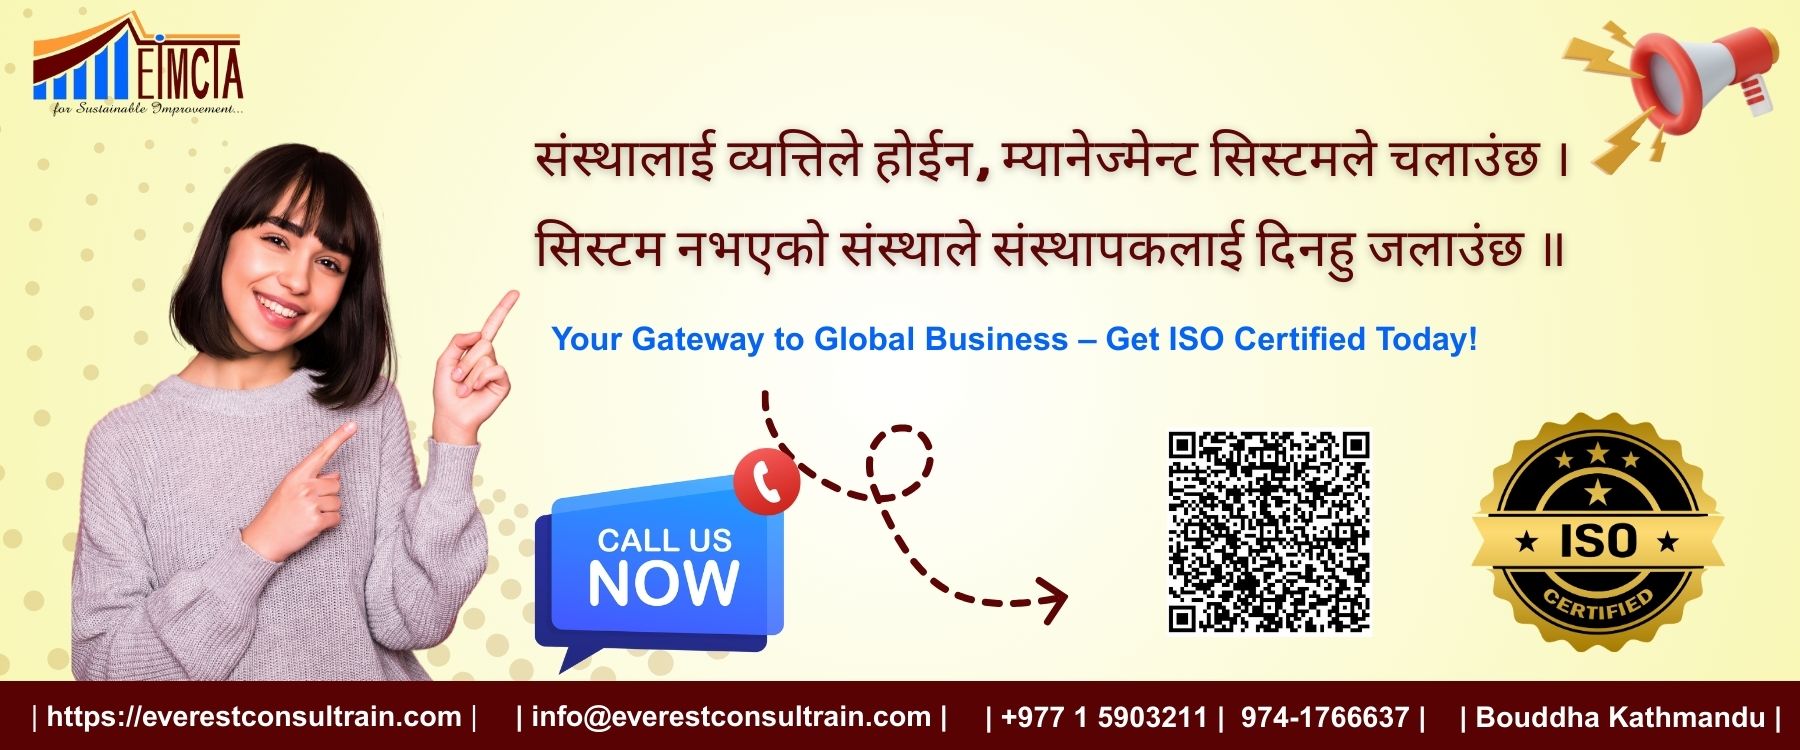 EIMCTA
for Sustainable Improvement...
संस्थालाई व्यत्तिले होईन, म्यानेज्मेन्ट सिस्टमले चलाउंछ ।
सिस्टम नभएको संस्थाले संस्थापकलाई दिनहु जलाउंछ ॥
Your Gateway to Global Business – Get ISO Certified Today!
CALL US
NOW
ISO
CERTIFIED
| https://everestconsultrain.com | | info@everestconsultrain.com | | +977 1 5903211 | 974-1766637 | | Bouddha Kathmandu |